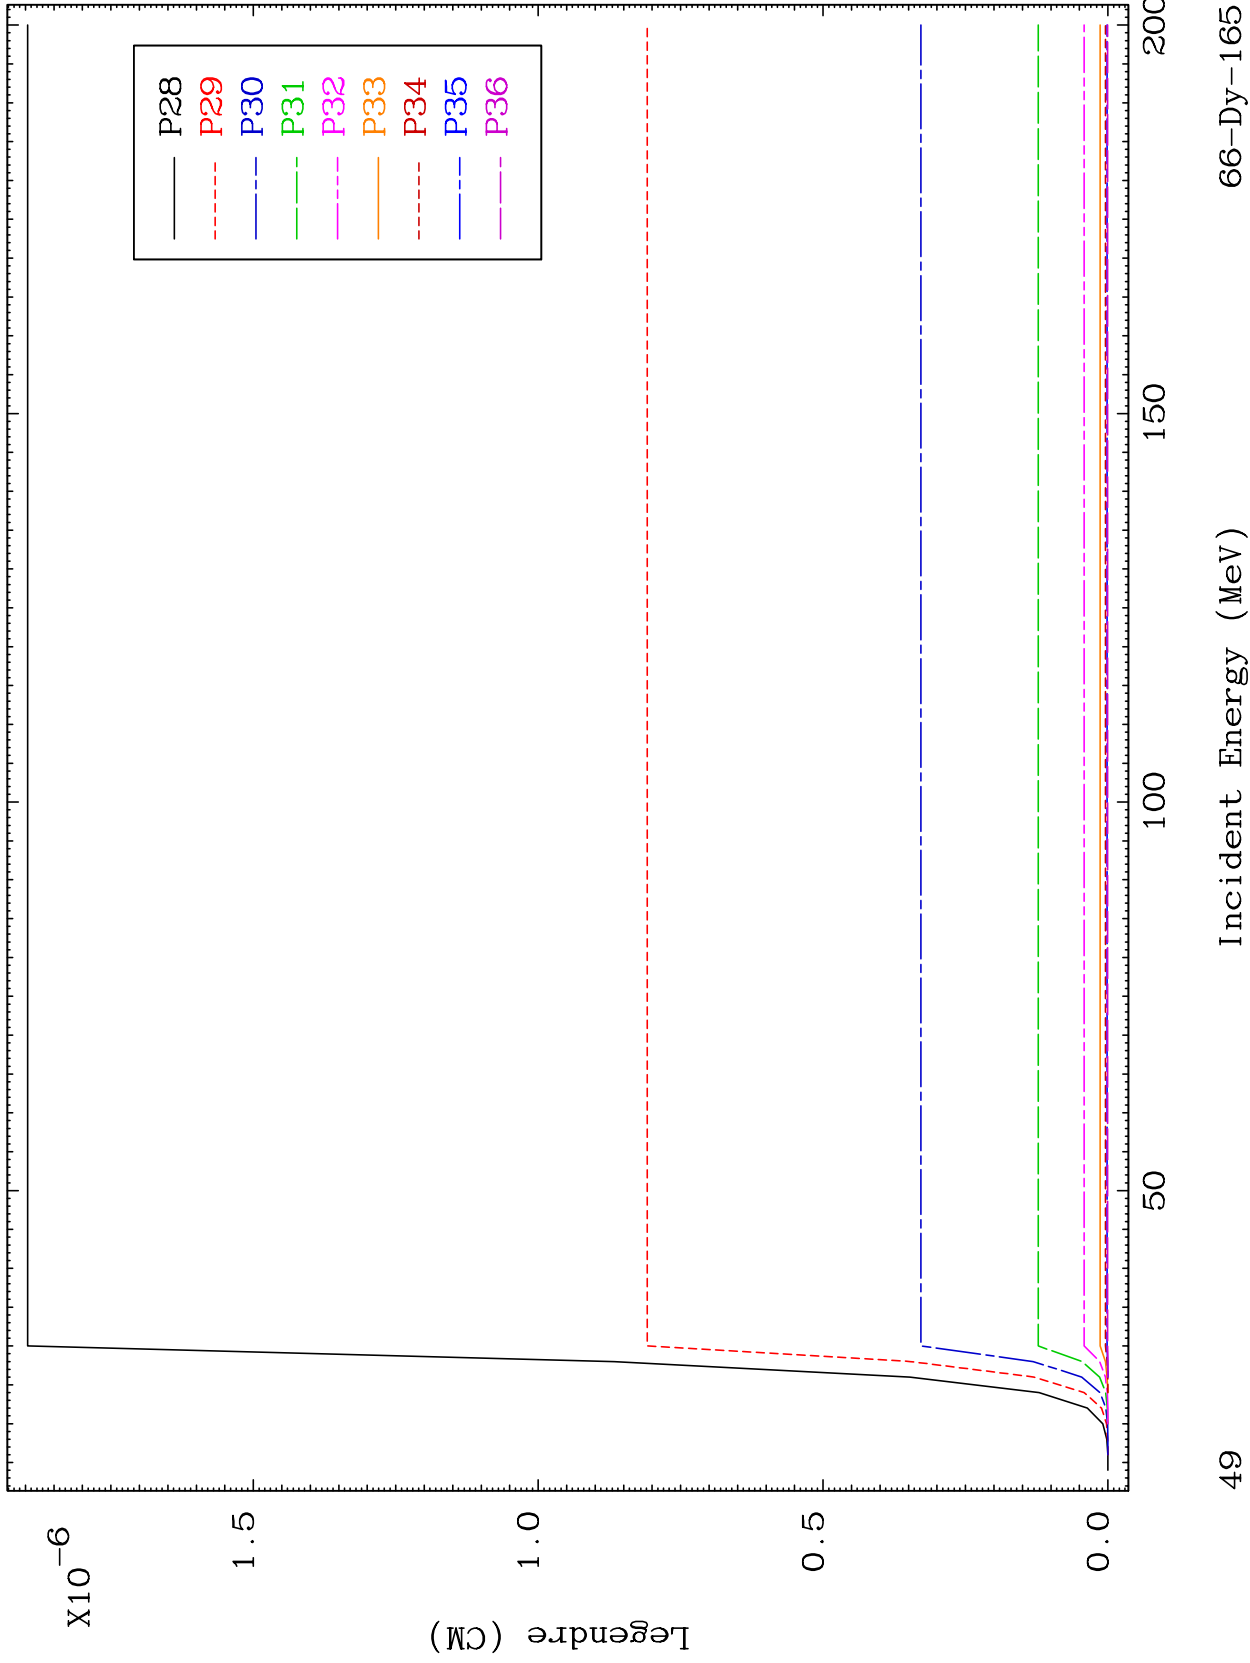 X10-6
1.5
1.0
0.5
0.0
Legendre (CM)
P28
P29
P30
P31
P32
P33
P34
P35
P36
50
100
150
200
Incident Energy (MeV)
49
66-Dy-165